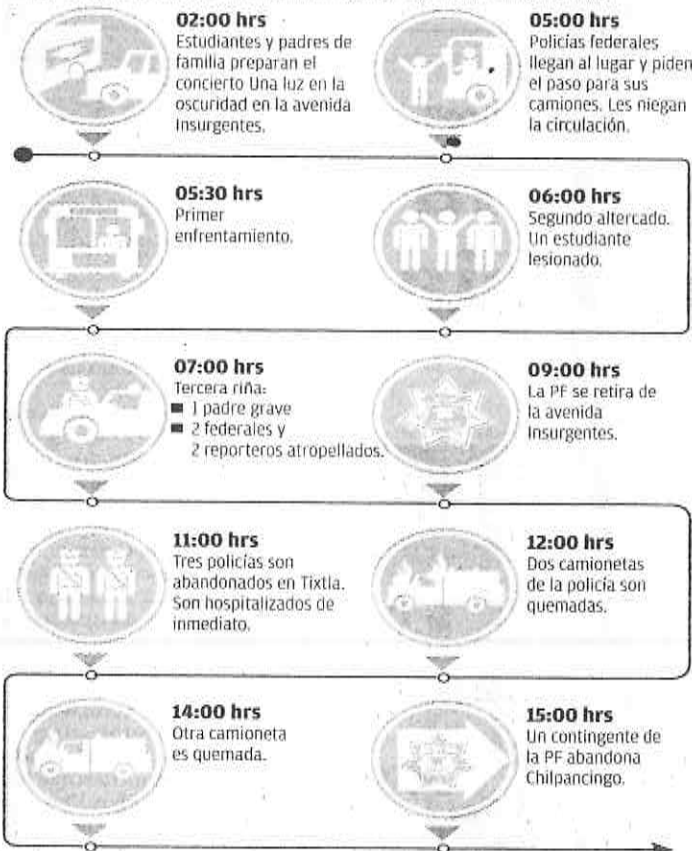 02:00 hrs
Estudiantes y padres de
familia preparan el
concierto Una luz en la
oscuridad en la avenida
Insurgentes.
05:00 hrs
Policías federales
llegan al lugar y piden
el paso para sus
camiones. Les niegan
la circulación.
05:30 hrs
Primer
enfrentamiento.
06:00 hrs
Segundo altercado.
Un estudiante
lesionado.
07:00 hrs
Tercera riña:
1 padre grave
2 federales y
2 reporteros atropellados.
09:00 hrs
La PF se retira de
la avenida
Insurgentes.
11:00 hrs
Tres policías son
abandonados en Tixtla.
Son hospitalizados de
inmediato.
12:00 hrs
Dos camionetas
de la policía son
quemadas.
14:00 hrs
Otra camioneta
es quemada.
15:00 hrs
Un contingente de
la PF abandona
Chilpancingo.